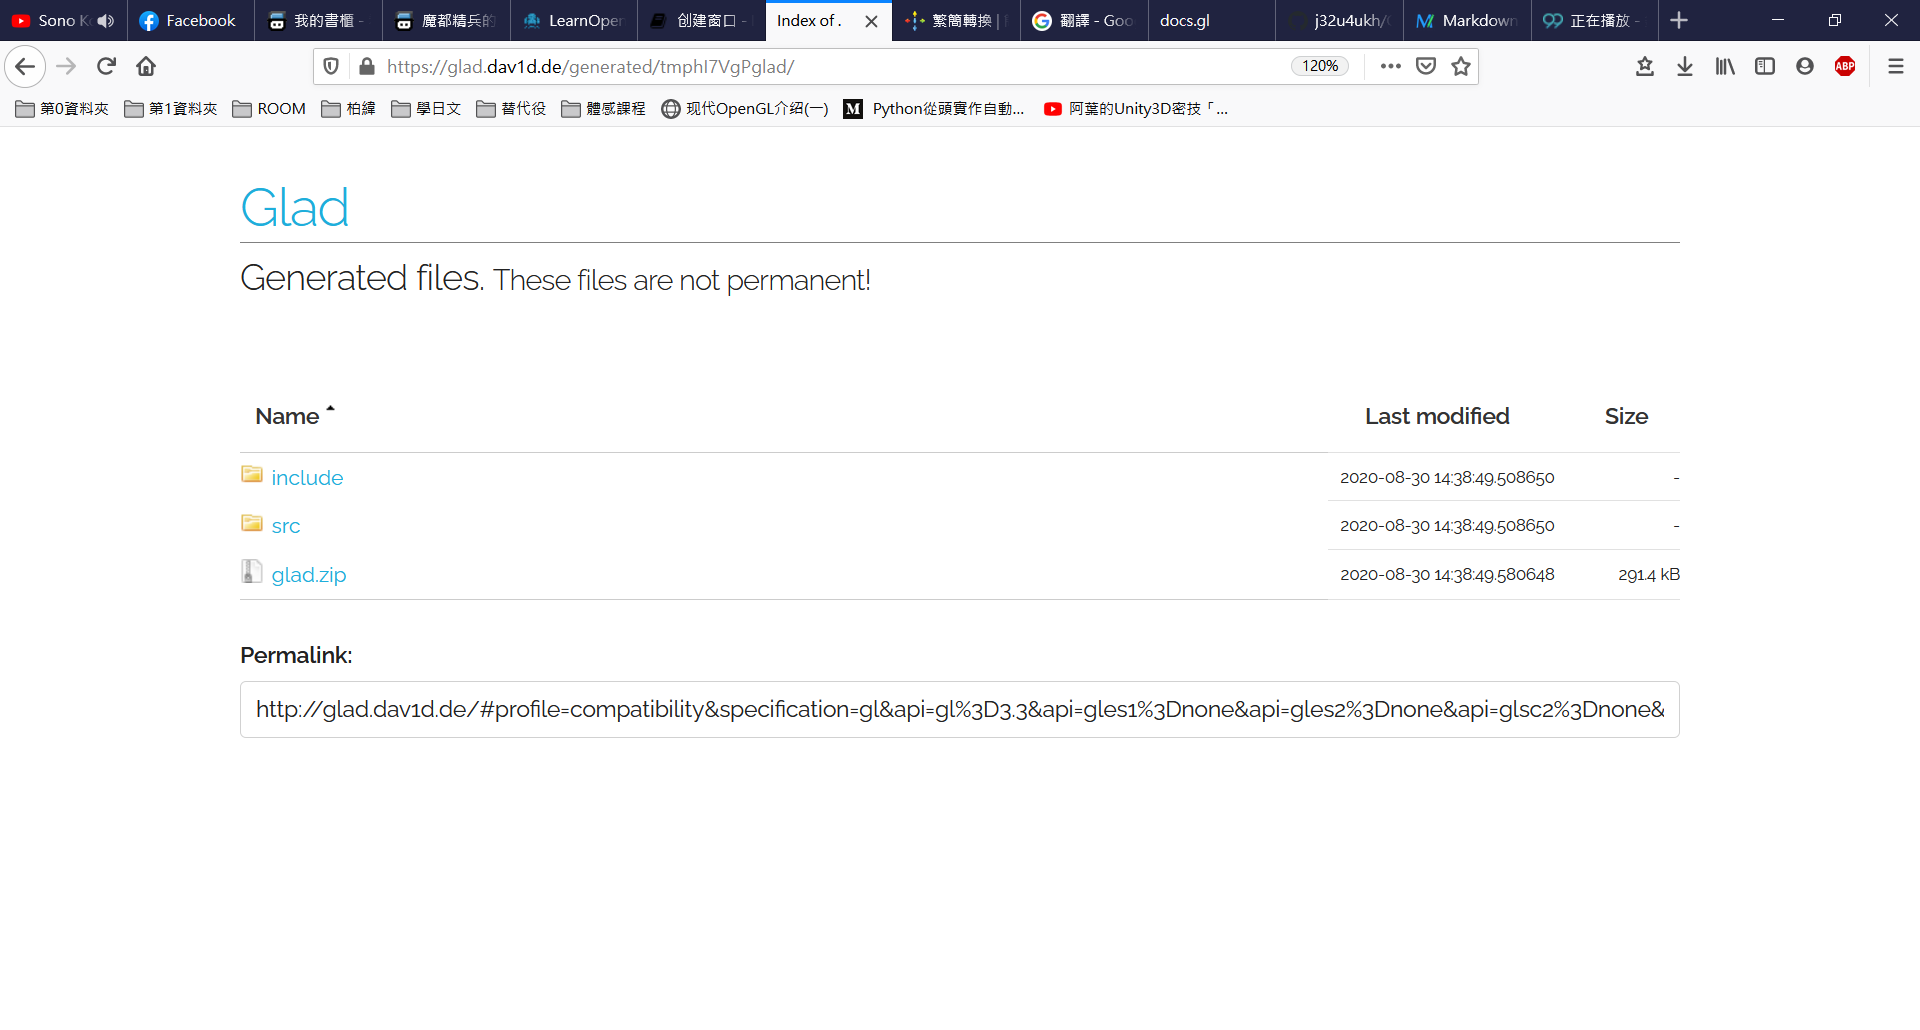 Sono K
Facebook
我的書櫃 -
魔都精兵的
LearnOpen
创建窗口 -
Index of .
繁簡轉換 |
翻譯 - Goo
docs.gl
j32u4ukh/
Markdown
正在播放 -
https://glad.dav1d.de/generated/tmphI7VgPglad/
120%
ABP
第0資料夾
第1資料夾
ROOM
柏緯
學日文
替代役
體感課程
现代OpenGL介绍(一)
M Python從頭實作自動...
阿葉的Unity3D密技「...
Glad
Generated files. These files are not permanent!
Name Last modified Size
include 2020-08-30 14:38:49.508650 -
src 2020-08-30 14:38:49.508650 -
glad.zip 2020-08-30 14:38:49.580648 291.4 kB
Permalink:
http://glad.dav1d.de/#profile=compatibility&specification=gl&api=gl%3D3.3&api=gles1%3Dnone&api=gles2%3Dnone&api=glsc2%3Dnone&